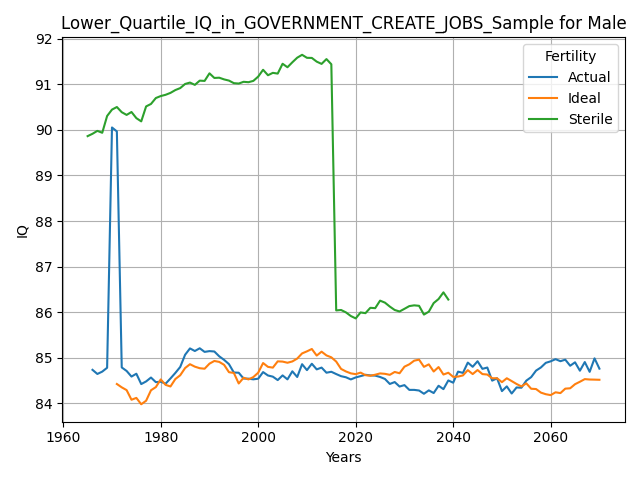 Lower_Quartile_IQ_in_GOVERNMENT_CREATE_JOBS_Sample for Male
92
91
90
89
88
87
86
85
84
IQ
Fertility
Actual
Ideal
Sterile
1960
1980
2000
2020
2040
2060
Years